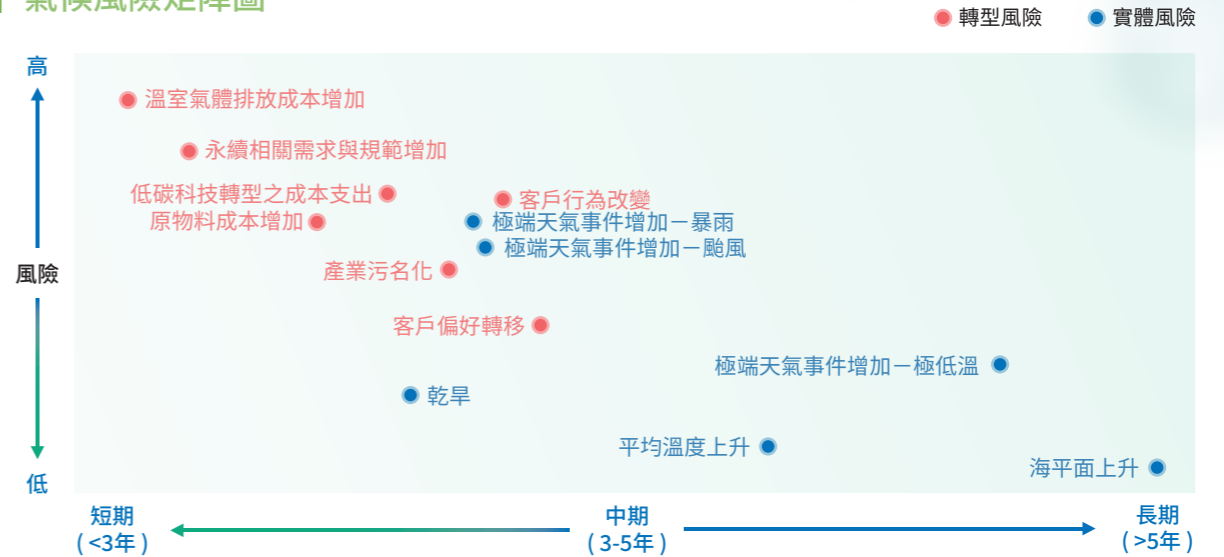 氣候風險矩陣圖
轉型風險
實體風險
高
溫室氣體排放成本增加
永續相關需求與規範增加
低碳科技轉型之成本支出
客戶行為改變
原物料成本增加
極端天氣事件增加－暴雨
極端天氣事件增加－颱風
風險
產業污名化
客戶偏好轉移
極端天氣事件增加－極低溫
乾旱
平均溫度上升
海平面上升
低
短期
( <3年 )
中期
( 3-5年 )
長期
( >5年 )